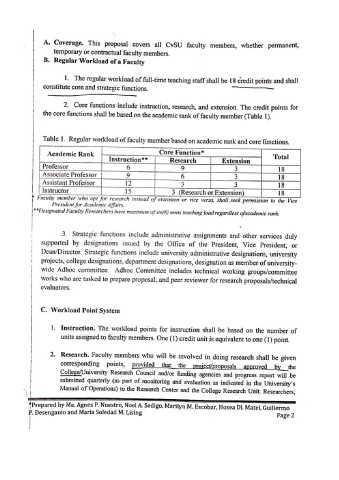 A. Coverage. This proposal covers all CvSU faculty members, whether permanent,
temporary or contractual faculty members.
B. Regular Workload of a Faculty
1. The regular workload of full-time teaching staff shall be 18 credit points and shall
constitute core and strategic functions.
2. Core functions include instruction, research, and extension. The credit points for
the core functions shall be based on the academic rank of faculty member (Table 1).
Table 1. Regular workload of faculty member based on academic rank and core functions.
Academic Rank Core Function* Total
Instruction** Research Extension
Professor 6 9 3 18
Associate Professor 9 6 3 18
Assistant Professor 12 3 3 18
Instructor 15 3 (Research or Extension) 18
* Faculty member who opt for research instead of extension or vice versa, shall seek permission to the Vice
President for Academic Affairs.
**Designated Faculty Researchers have maximum of six(6) units teaching load regardless of academic rank.
3. Strategic functions include administrative assignments and other services duly
supported by designations issued by the Office of the President, Vice President, or
Dean/Director. Strategic functions include university administrative designations, university
projects, college designations, department designations, designation as member of university-
wide Adhoc committee. Adhoc Committee includes technical working groups/committee
works who are tasked to prepare proposal; and peer reviewer for research proposals/technical
evaluators.
C. Workload Point System
1. Instruction. The workload points for instruction shall be based on the number of
units assigned to faculty members. One (1) credit unit is equivalent to one (1) point.
2. Research. Faculty members who will be involved in doing research shall be given
corresponding points, provided that the project/proposals approved by the
College/University Research Council and/or funding agencies and progress report will be
submitted quarterly (as part of monitoring and evaluation as indicated in the University's
Manual of Operations) to the Research Center and the College Research Unit. Researchers,
*Prepared by Ma. Agnes P. Nuestro, Noel A. Sedigo, Marilyn M. Escobar, Hosea DL Matel, Guillermo
P. Desenganio and Maria Soledad M. Lising
Page 2